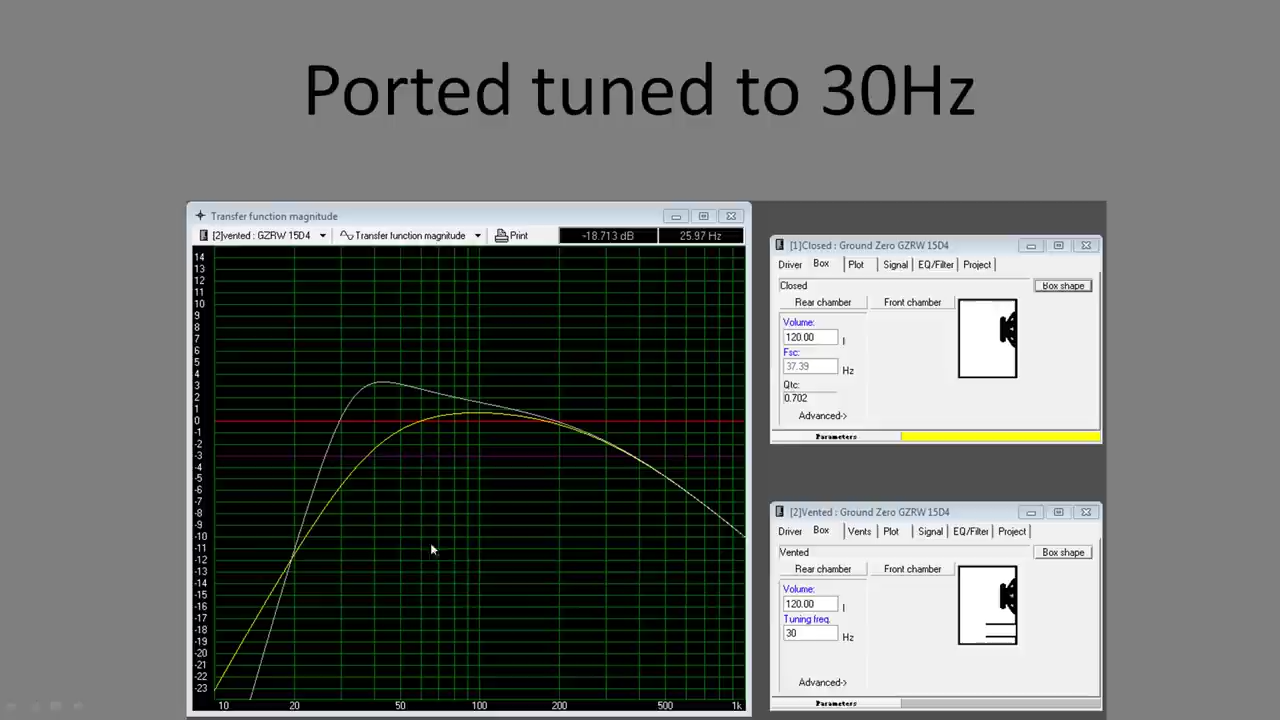 Ported tuned to 30Hz
Transfer function magnitude
[2]vented : GZRW 15D4
Transfer function magnitude
Print
-18.713 dB
25.97 Hz
14
13
12
11
10
9
8
7
6
5
4
3
2
1
0
-1
-2
-3
-4
-5
-6
-7
-8
-9
-10
-11
-12
-13
-14
-15
-16
-17
-18
-19
-20
-21
-22
-23
10 20 50 100 200 500 1k
[1]Closed : Ground Zero GZRW 15D4
Driver Box Plot Signal EQ/Filter Project
Closed
Box shape
Rear chamber Front chamber
Volume:
120.00 l
Fsc:
37.39 Hz
Qtc:
0.702
Advanced->
Parameters
[2]Vented : Ground Zero GZRW 15D4
Driver Box Vents Plot Signal EQ/Filter Project
Vented
Box shape
Rear chamber Front chamber
Volume:
120.00 l
Tuning freq.
30 Hz
Advanced->
Parameters